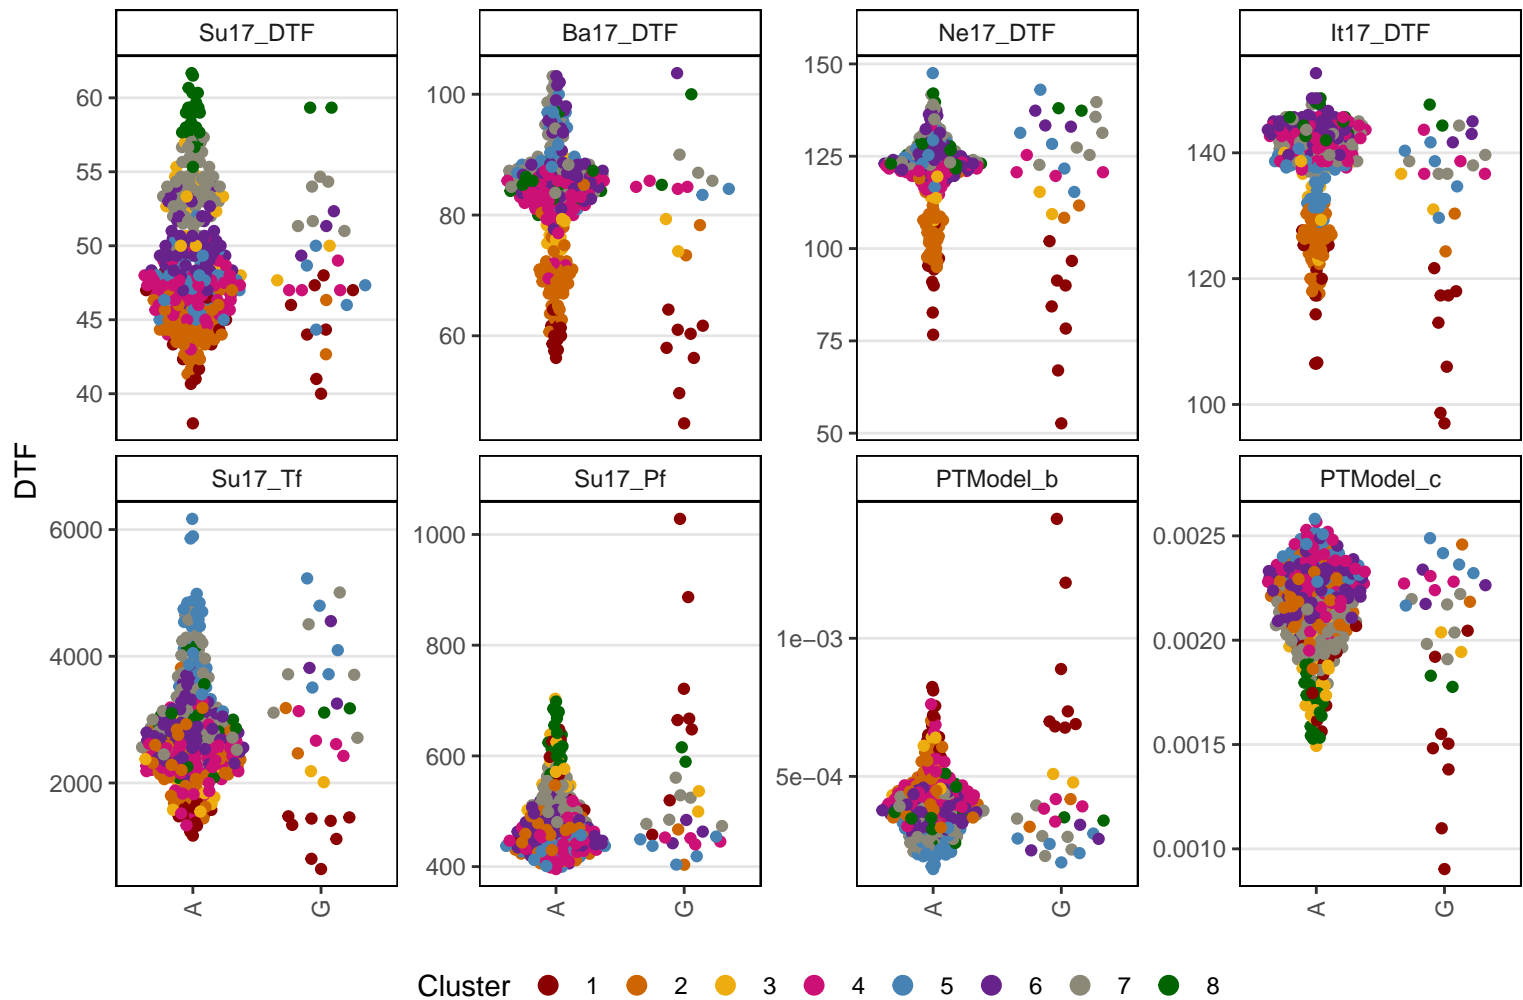 Su17_DTF
Ba17_DTF
Ne17_DTF
It17_DTF
60
55
50
45
40
100
80
60
150
125
100
75
50
140
120
100
DTF
Su17_Tf
Su17_Pf
PTModel_b
PTModel_c
6000
4000
2000
1000
800
600
400
1e−03
5e−04
0.0025
0.0020
0.0015
0.0010
A
G
A
G
A
G
A
G
Cluster 1 2 3 4 5 6 7 8